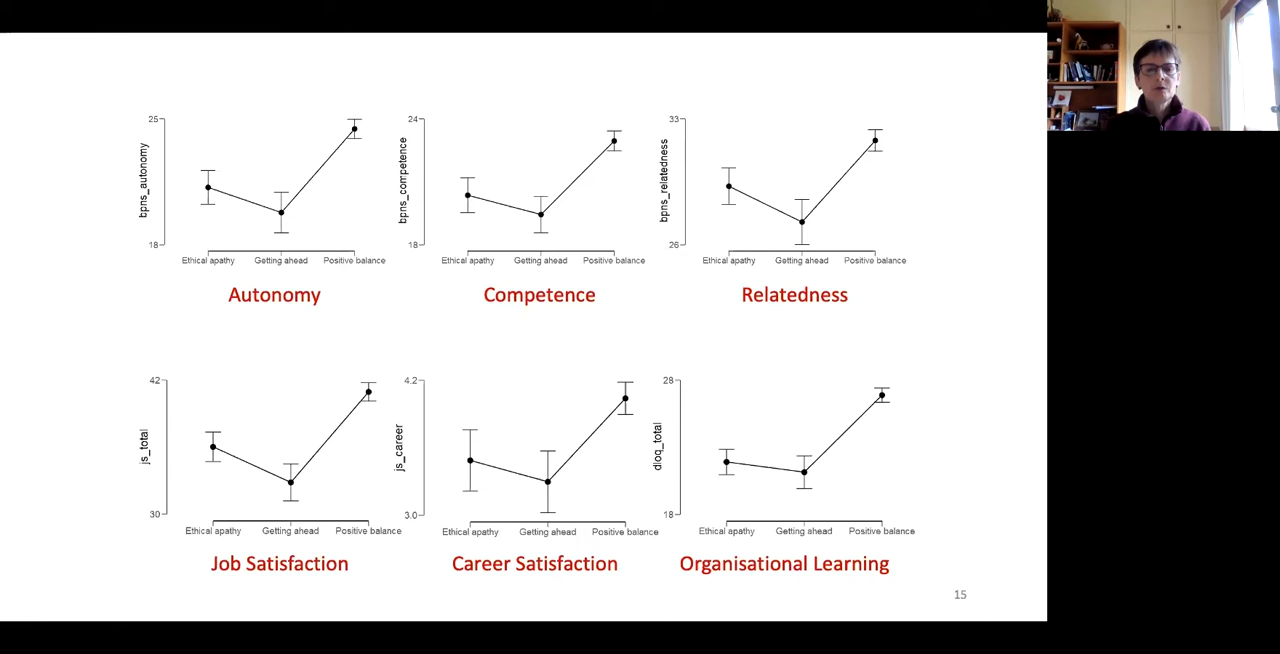 25
bpns_autonomy
18
Ethical apathy Getting ahead Positive balance
Autonomy
24
bpns_competence
18
Ethical apathy Getting ahead Positive balance
Competence
33
bpns_relatedness
26
Ethical apathy Getting ahead Positive balance
Relatedness
42
js_total
30
Ethical apathy Getting ahead Positive balance
Job Satisfaction
4.2
js_career
3.0
Ethical apathy Getting ahead Positive balance
Career Satisfaction
28
dloq_total
18
Ethical apathy Getting ahead Positive balance
Organisational Learning
15